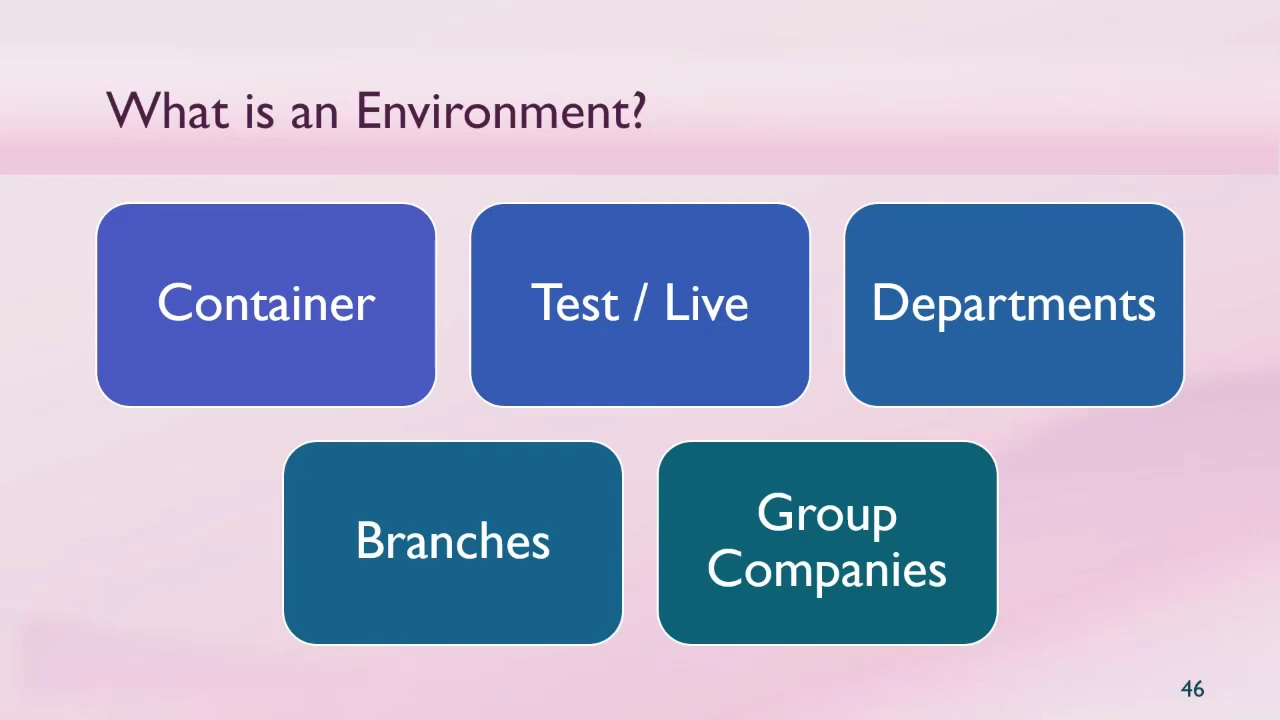 What is an Environment?
Container
Test / Live
Departments
Branches
Group
Companies
46